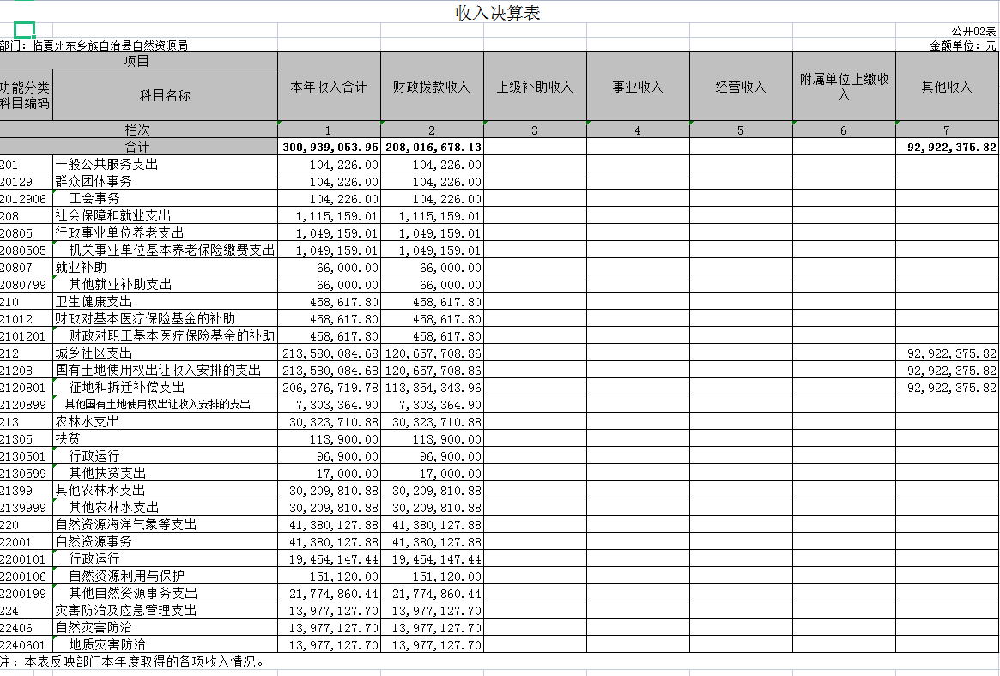 收入决算表
公开02表
部门：临夏州东乡族自治县自然资源局 金额单位：元
项目
功能分类科目编码 科目名称 本年收入合计 财政拨款收入 上级补助收入 事业收入 经营收入 附属单位上缴收入 其他收入
栏次 1 2 3 4 5 6 7
合计 300,939,053.95 208,016,678.13 92,922,375.82
201 一般公共服务支出 104,226.00 104,226.00
20129 群众团体事务 104,226.00 104,226.00
2012906 工会事务 104,226.00 104,226.00
208 社会保障和就业支出 1,115,159.01 1,115,159.01
20805 行政事业单位养老支出 1,049,159.01 1,049,159.01
2080505 机关事业单位基本养老保险缴费支出 1,049,159.01 1,049,159.01
20807 就业补助 66,000.00 66,000.00
2080799 其他就业补助支出 66,000.00 66,000.00
210 卫生健康支出 458,617.80 458,617.80
21012 财政对基本医疗保险基金的补助 458,617.80 458,617.80
2101201 财政对职工基本医疗保险基金的补助 458,617.80 458,617.80
212 城乡社区支出 213,580,084.68 120,657,708.86 92,922,375.82
21208 国有土地使用权出让收入安排的支出 213,580,084.68 120,657,708.86 92,922,375.82
2120801 征地和拆迁补偿支出 206,276,719.78 113,354,343.96 92,922,375.82
2120899 其他国有土地使用权出让收入安排的支出 7,303,364.90 7,303,364.90
213 农林水支出 30,323,710.88 30,323,710.88
21305 扶贫 113,900.00 113,900.00
2130501 行政运行 96,900.00 96,900.00
2130599 其他扶贫支出 17,000.00 17,000.00
21399 其他农林水支出 30,209,810.88 30,209,810.88
2139999 其他农林水支出 30,209,810.88 30,209,810.88
220 自然资源海洋气象等支出 41,380,127.88 41,380,127.88
22001 自然资源事务 41,380,127.88 41,380,127.88
2200101 行政运行 19,454,147.44 19,454,147.44
2200106 自然资源利用与保护 151,120.00 151,120.00
2200199 其他自然资源事务支出 21,774,860.44 21,774,860.44
224 灾害防治及应急管理支出 13,977,127.70 13,977,127.70
22406 自然灾害防治 13,977,127.70 13,977,127.70
2240601 地质灾害防治 13,977,127.70 13,977,127.70
注：本表反映部门本年度取得的各项收入情况。